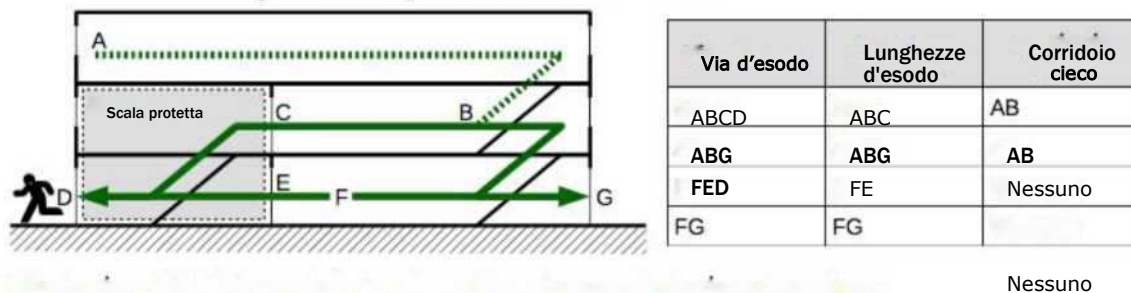 A
Scala protetta
C
B
D
E
F
G
Via d'esodo Lunghezze d'esodo Corridoio cieco
ABCD ABC AB
ABG ABG AB
FED FE Nessuno
FG FG
Nessuno